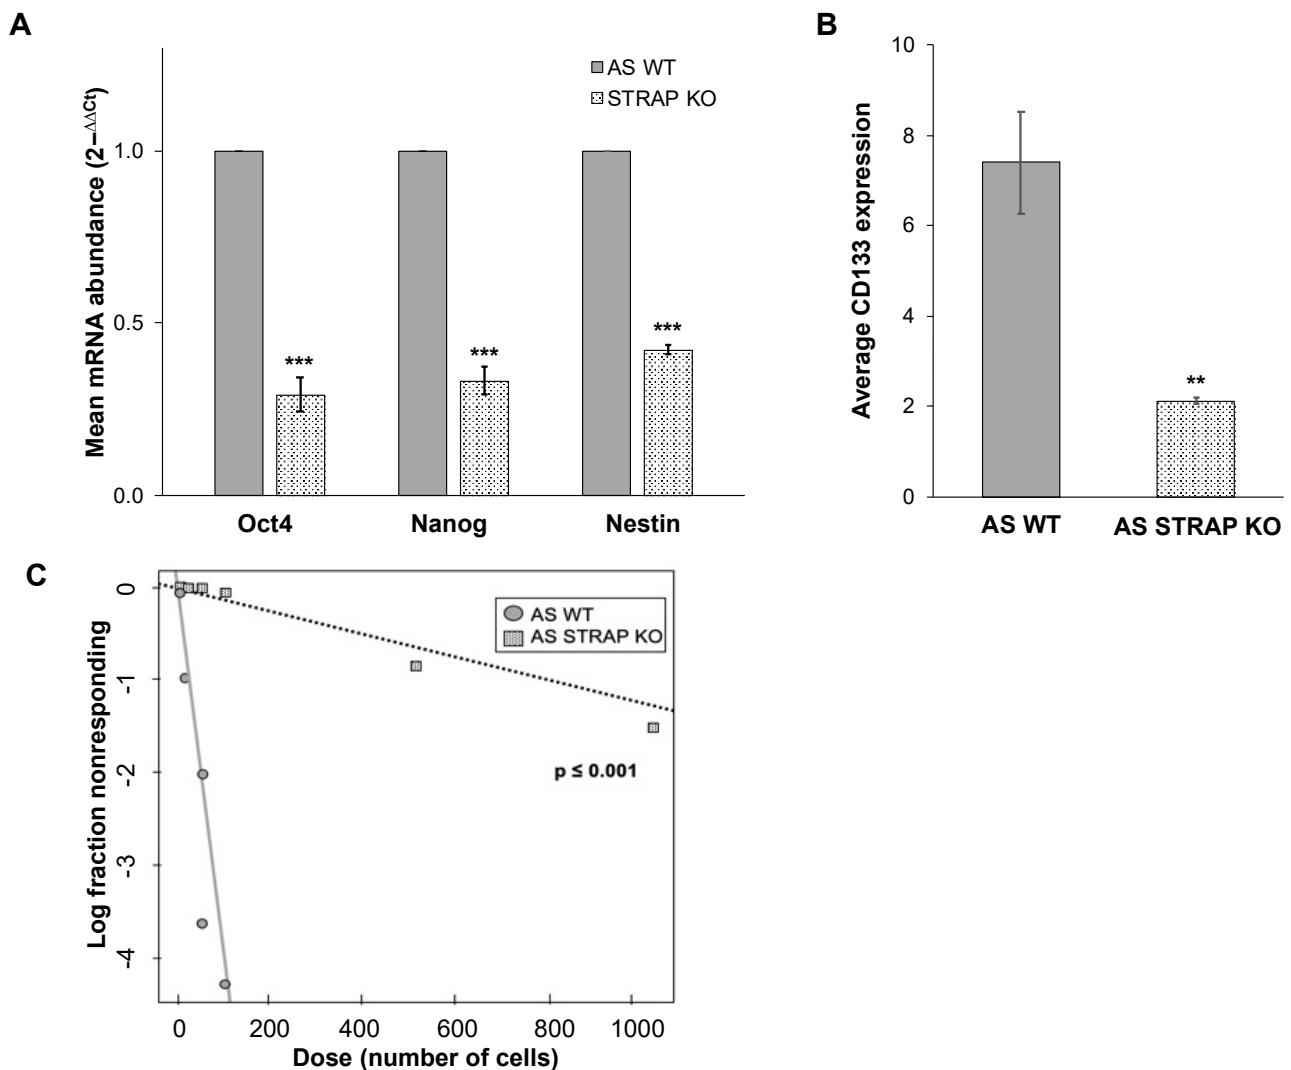 A
Mean mRNA abundance (2–ΔΔCt)
1.0
0.5
0.0
AS WT
STRAP KO
***
***
***
Oct4 Nanog Nestin
B
Average CD133 expression
10
8
6
4
2
0
**
AS WT AS STRAP KO
C
Log fraction nonresponding
0
-1
-2
-3
-4
AS WT
AS STRAP KO
p ≤ 0.001
0 200 400 600 800 1000
Dose (number of cells)